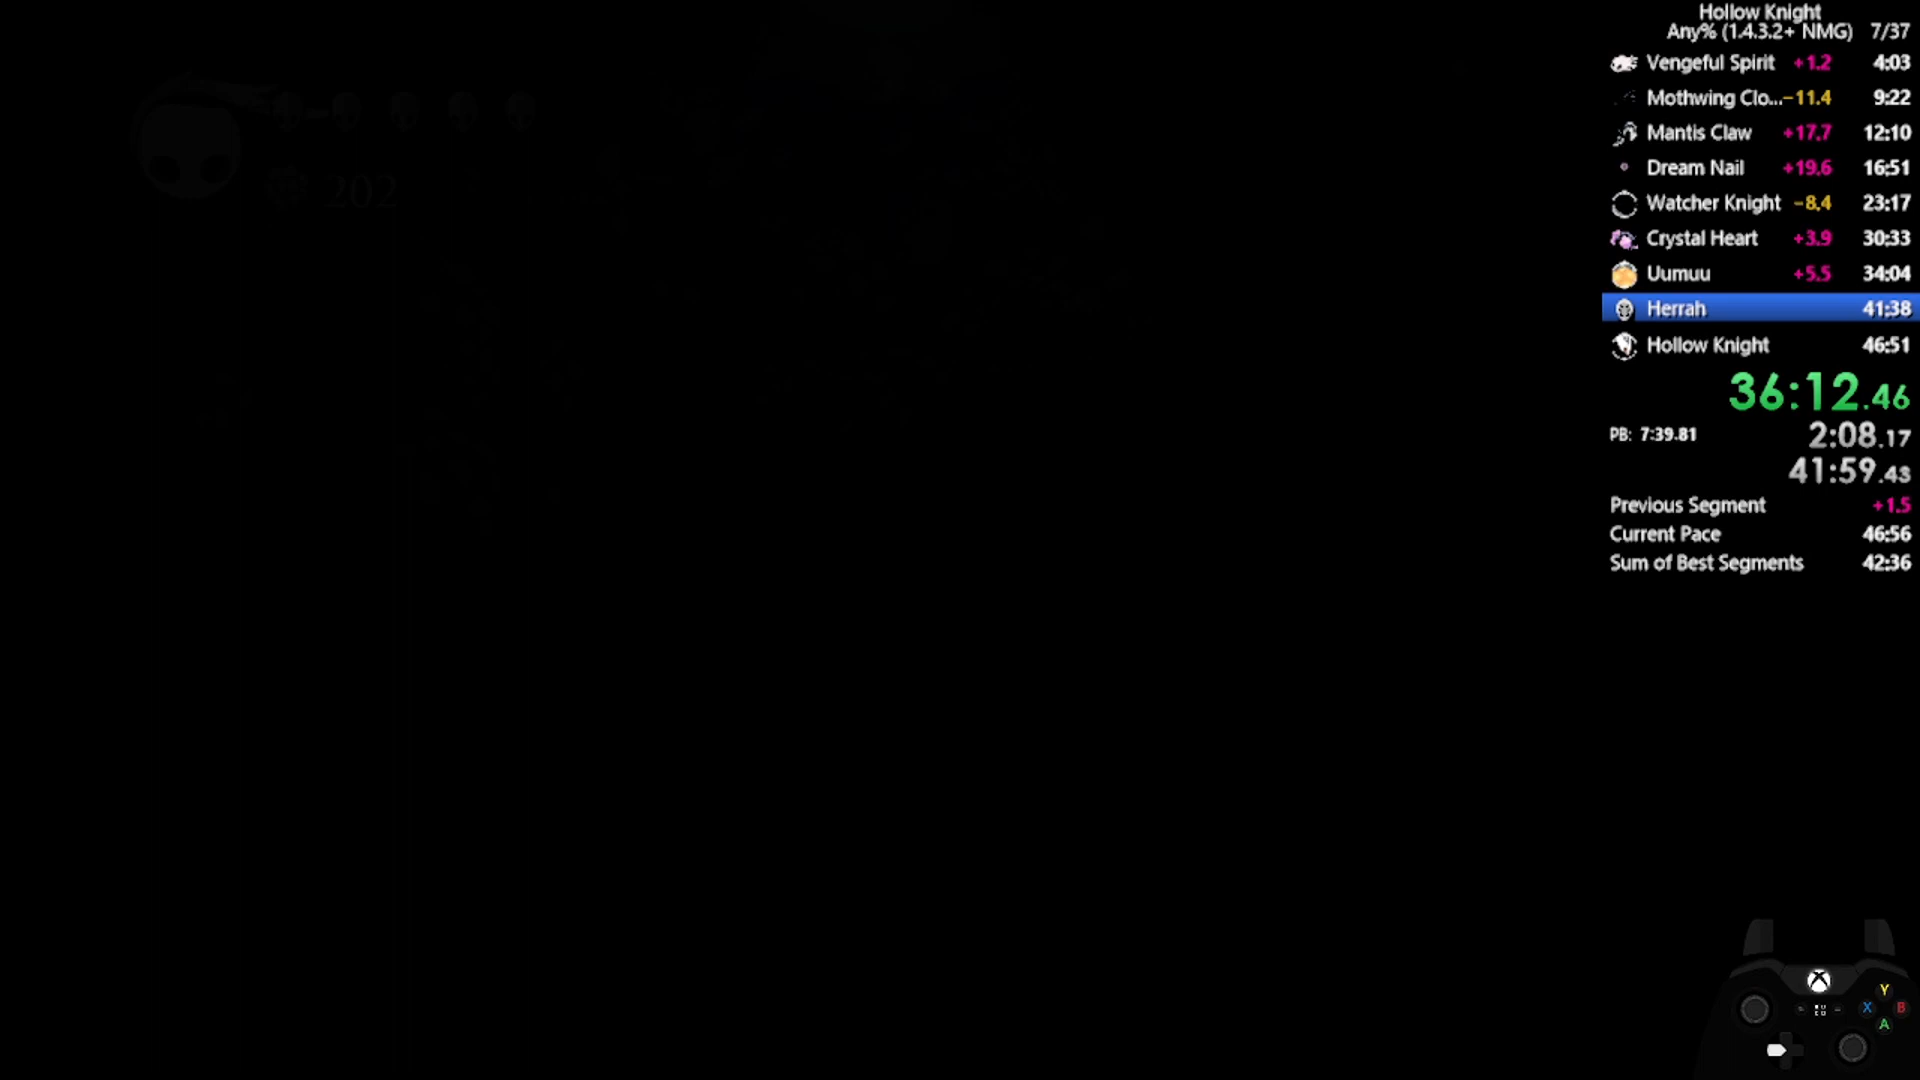 202
Hollow Knight
Any% (1.4.3.2+ NMG) 7/37
Vengeful Spirit +1.2 4:03
Mothwing Clo... -11.4 9:22
Mantis Claw +17.7 12:10
Dream Nail +19.6 16:51
Watcher Knight -8.4 23:17
Crystal Heart +3.9 30:33
Uumuu +5.5 34:04
Herrah 41:38
Hollow Knight 46:51
36:12.46
PB: 7:39.81 2:08.17
41:59.43
Previous Segment +1.5
Current Pace 46:56
Sum of Best Segments 42:36
Y
X B
A